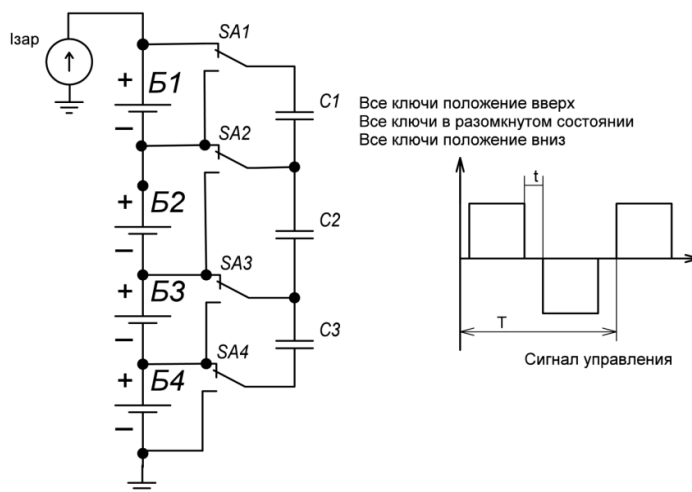 Iзар
SA1
+
Б1
−
C1
SA2
+
Б2
−
C2
SA3
+
Б3
−
C3
SA4
+
Б4
−
Все ключи положение вверх
Все ключи в разомкнутом состоянии
Все ключи положение вниз
t
T
Сигнал управления